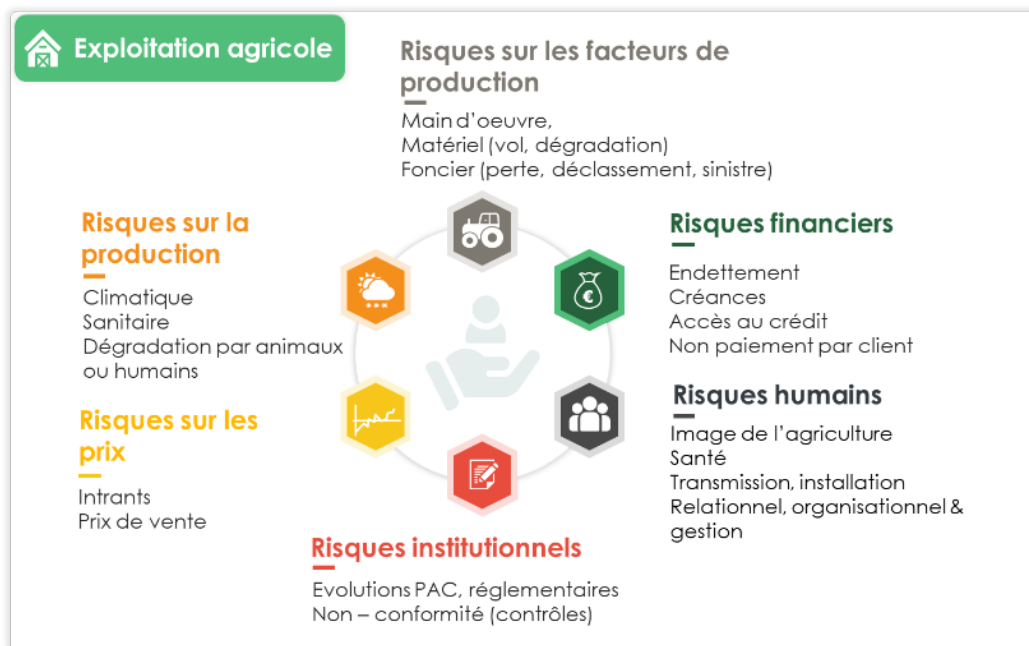 Exploitation agricole
Risques sur les facteurs de
production
Main d'oeuvre,
Matériel (vol, dégradation)
Foncier (perte, déclassement, sinistre)
Risques sur la
production
Climatique
Sanitaire
Dégradation par animaux
ou humains
Risques financiers
Endettement
Créances
Accès au crédit
Non paiement par client
Risques sur les
prix
Intrants
Prix de vente
Risques humains
Image de l'agriculture
Santé
Transmission, installation
Relationnel, organisationnel &
gestion
Risques institutionnels
Evolutions PAC, réglementaires
Non – conformité (contrôles)